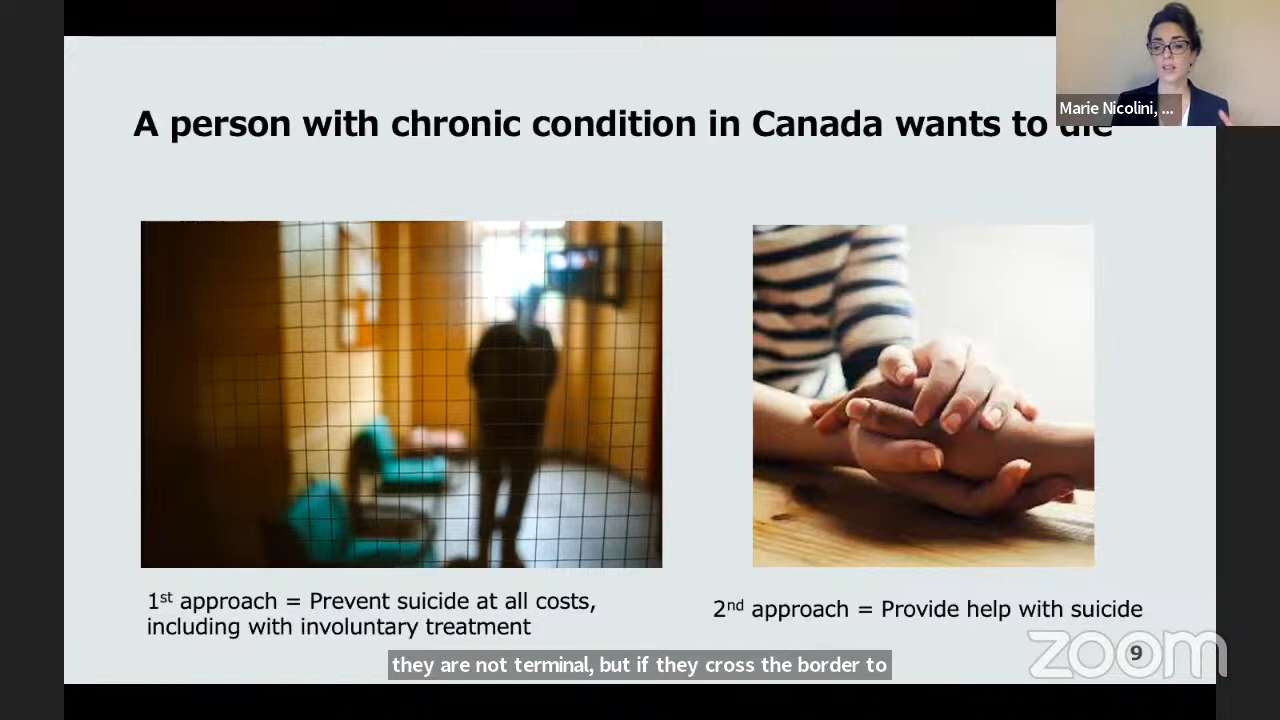 A person with chronic condition in Canada wants to die
Marie Nicolini, ...
1st approach = Prevent suicide at all costs,
including with involuntary treatment
2nd approach = Provide help with suicide
they are not terminal, but if they cross the border to
9
zoom